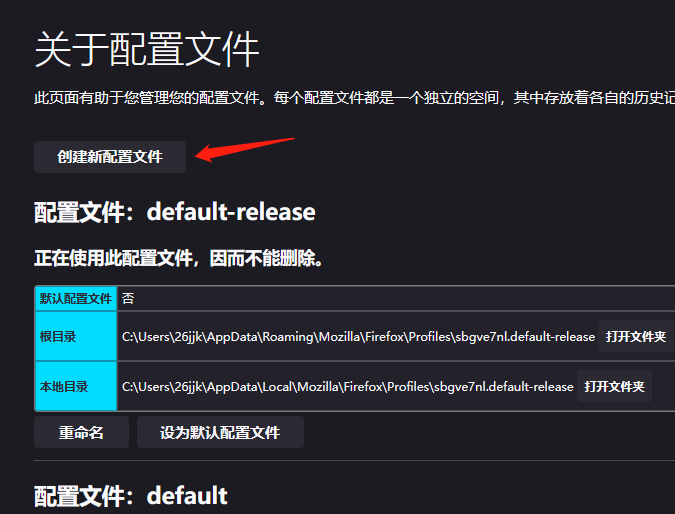 关于配置文件
此页面有助于您管理您的配置文件。每个配置文件都是一个独立的空间，其中存放着各自的历史记
创建新配置文件
配置文件：default-release
正在使用此配置文件，因而不能删除。
默认配置文件 否
根目录 C:\Users\26jjk\AppData\Roaming\Mozilla\Firefox\Profiles\sbgve7nl.default-release 打开文件夹
本地目录 C:\Users\26jjk\AppData\Local\Mozilla\Firefox\Profiles\sbgve7nl.default-release 打开文件夹
重命名 设为默认配置文件
配置文件：default